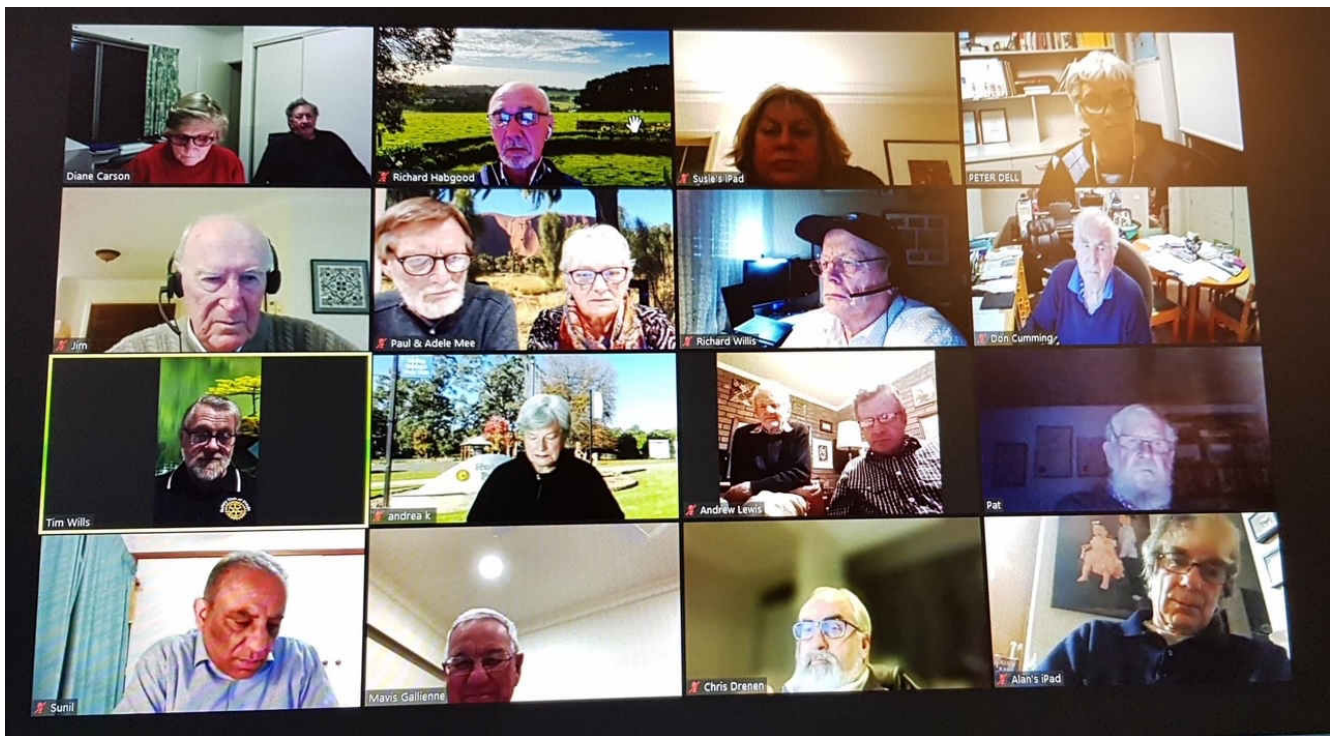 Diane Carson
Richard Habgood
Susie's iPad
PETER DELL
Jim
Paul & Adele Mee
Richard Willis
Don Cumming
Tim Wills
andrea k
Andrew Lewis
Pat
Sunil
Mavis Gallienne
Chris Drenen
Alan's iPad